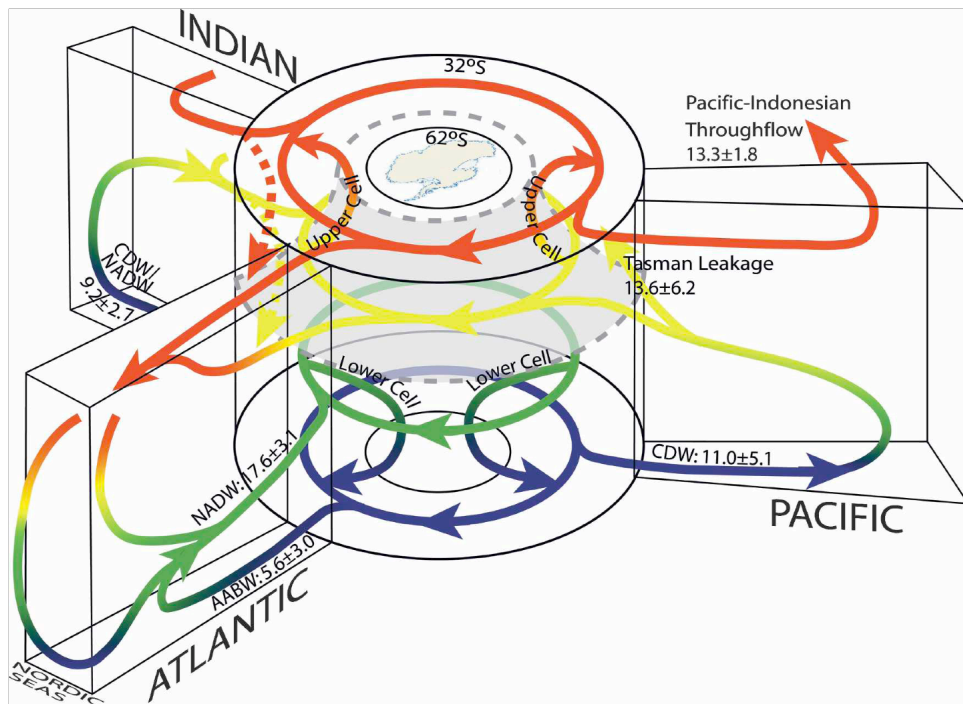 INDIAN
32ºS
62ºS
Pacific-Indonesian
Throughflow
13.3±1.8
Upper Cell
Upper Cell
Tasman Leakage
13.6±6.2
CDW/
NADW
9.2±2.7
Lower Cell
Lower Cell
CDW: 11.0±5.1
NADW: 17.6±3.1
PACIFIC
AABW: 5.6±3.0
ATLANTIC
NORDIC
SEAS